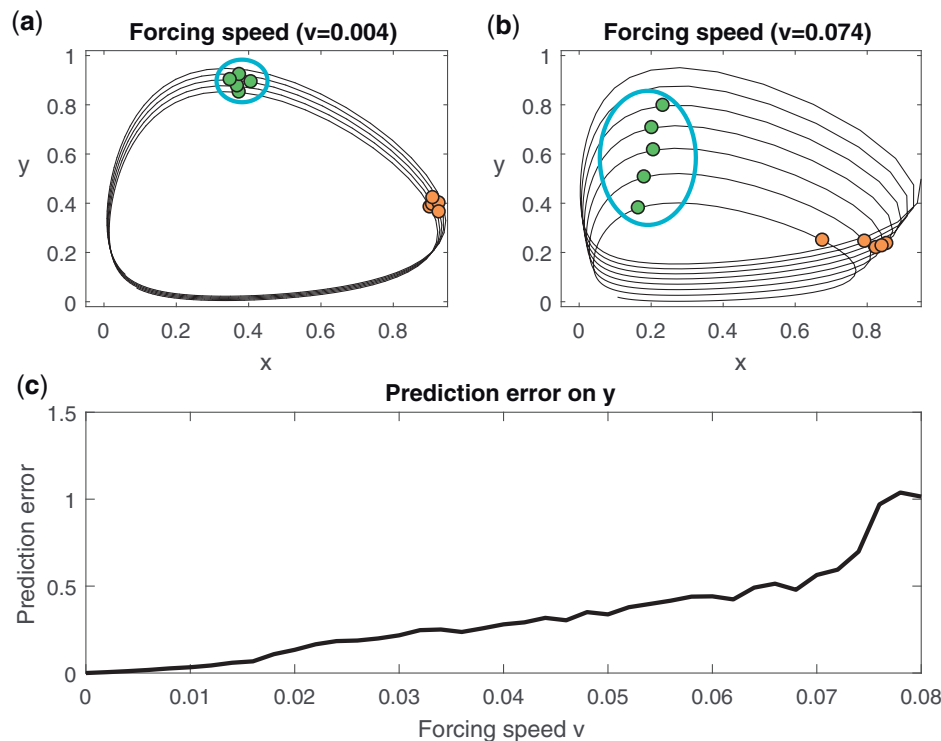 (a)
Forcing speed (v=0.004)
1
0.8
0.6
y
0.4
0.2
0
0 0.2 0.4 0.6 0.8
x
(b)
Forcing speed (v=0.074)
1
0.8
0.6
y
0.4
0.2
0
0 0.2 0.4 0.6 0.8
x
(c)
Prediction error on y
1.5
1
0.5
0
Prediction error
0 0.01 0.02 0.03 0.04 0.05 0.06 0.07 0.08
Forcing speed v